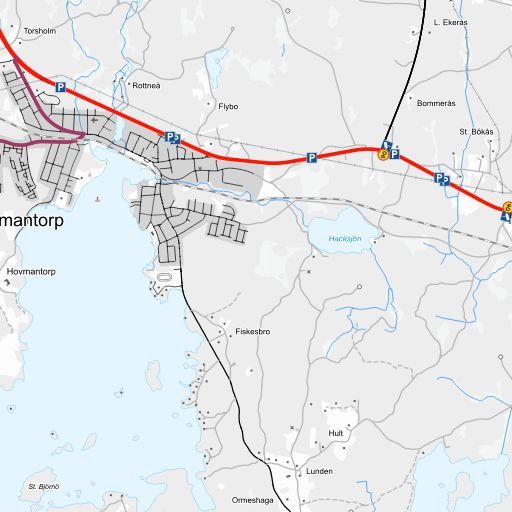 Torsholm
L. Ekerås
Rottneå
Flybo
Bommerås
St. Bökås
P
P
P
P
P
mantorp
Hacksjön
Hovmantorp
Fiskesbro
Hult
Lunden
St. Björnö
Ormeshaga